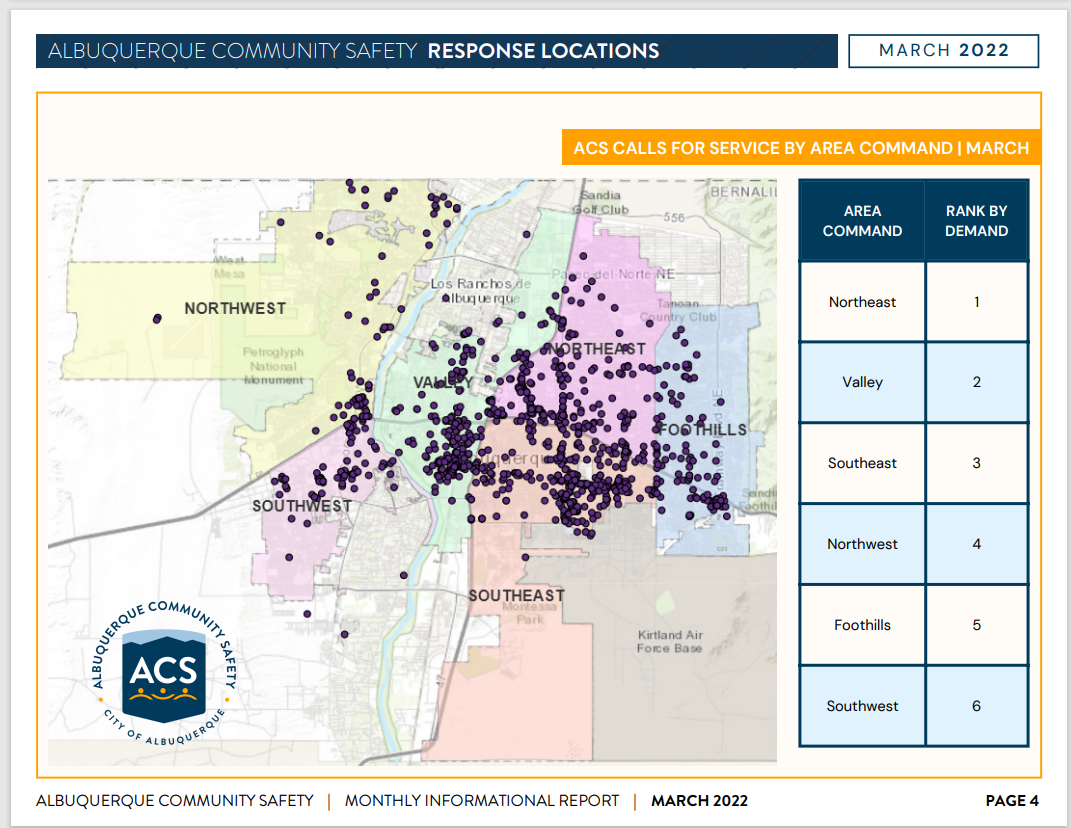 ALBUQUERQUE COMMUNITY SAFETY RESPONSE LOCATIONS
MARCH 2022
ACS CALLS FOR SERVICE BY AREA COMMAND | MARCH
Sandia
Golf Club
BERNALIL
556
West
Mesa
Paseo-del-Norte NE
Los Ranchos de
Albuquerque
Tanoan
Country Club
NORTHWEST
NORTHEAST
Petroglyph
National
Monument
VALLEY
FOOTHILLS
SOUTHWEST
SOUTHEAST
Montessa
Park
Kirtland Air
Force Base
47
ALBUQUERQUE COMMUNITY SAFETY
ACS
CITY OF ALBUQUERQUE
AREA COMMAND
RANK BY DEMAND
Northeast 1
Valley 2
Southeast 3
Northwest 4
Foothills 5
Southwest 6
ALBUQUERQUE COMMUNITY SAFETY | MONTHLY INFORMATIONAL REPORT | MARCH 2022
PAGE 4